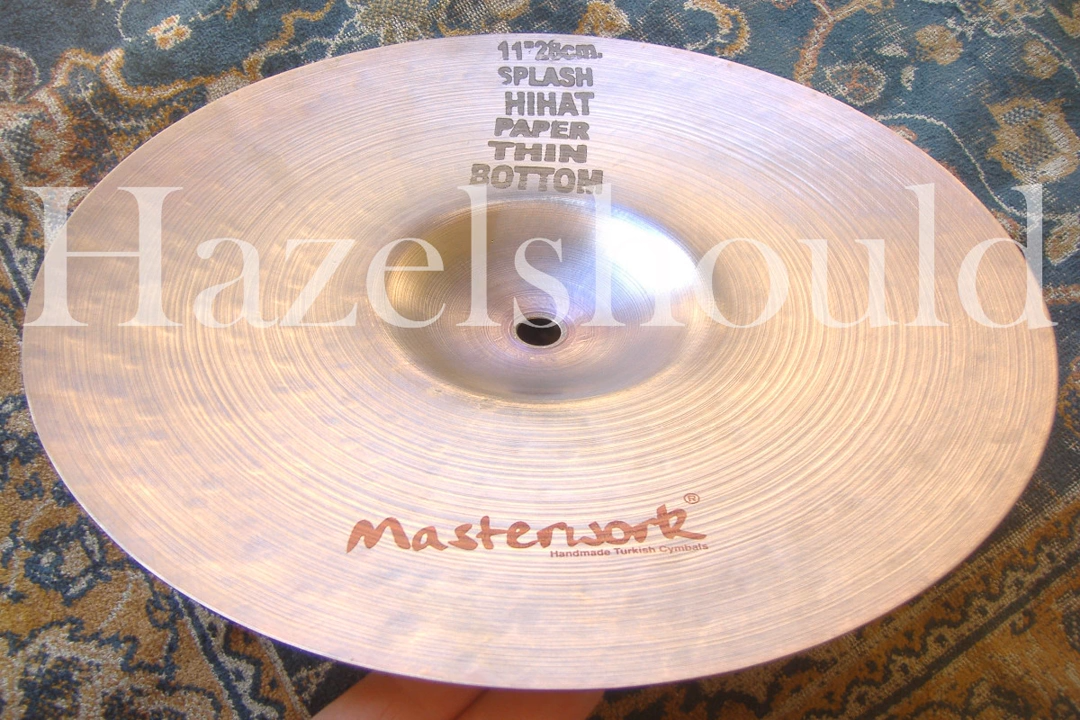 11"28cm.
SPLASH
HIHAT
PAPER
THIN
BOTTOM
Hazelshould
Masterwork®
Handmade Turkish Cymbals